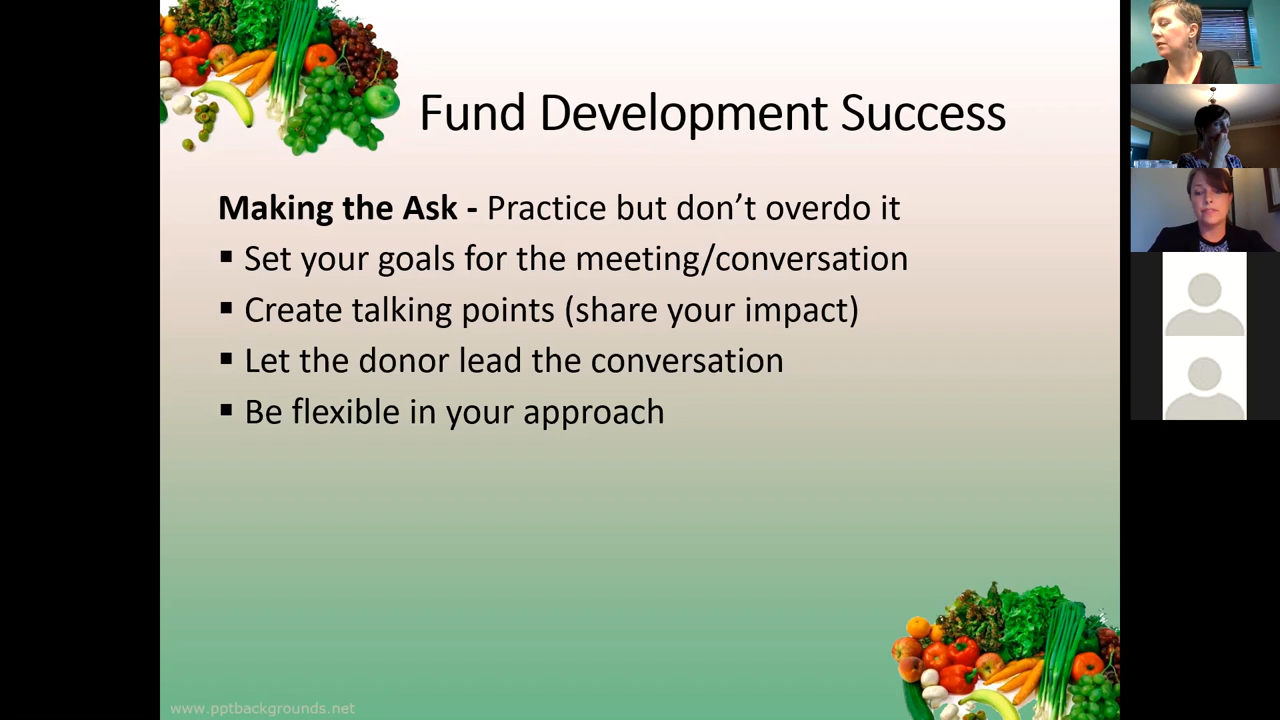 Fund Development Success
Making the Ask - Practice but don’t overdo it
▪ Set your goals for the meeting/conversation
▪ Create talking points (share your impact)
▪ Let the donor lead the conversation
▪ Be flexible in your approach
www.pptbackgrounds.net